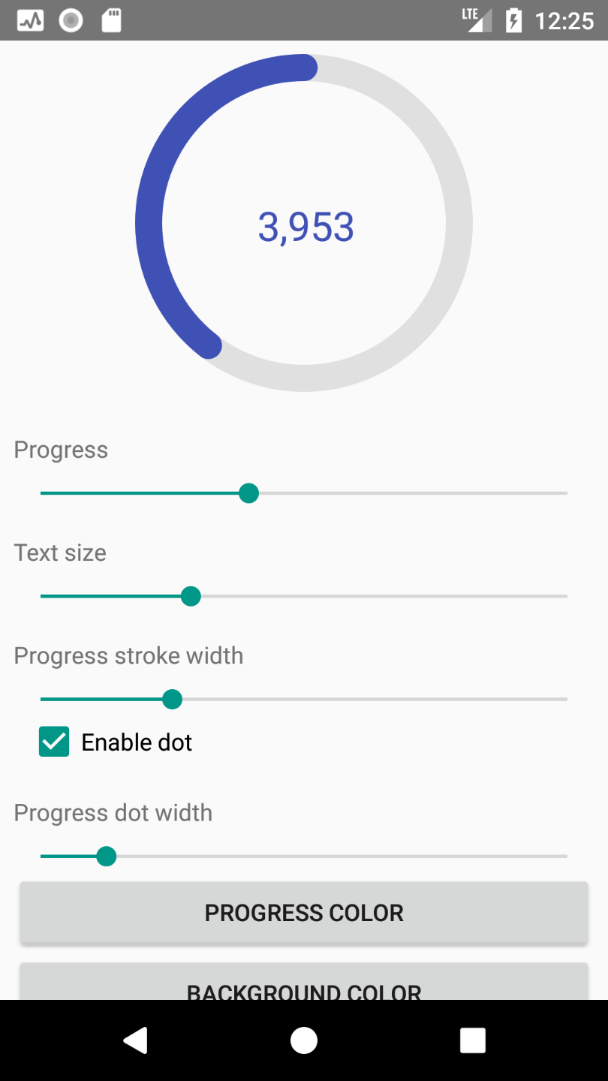 LTE 12:25
3,953
Progress
Text size
Progress stroke width
Enable dot
Progress dot width
PROGRESS COLOR
BACKGROUND COLOR